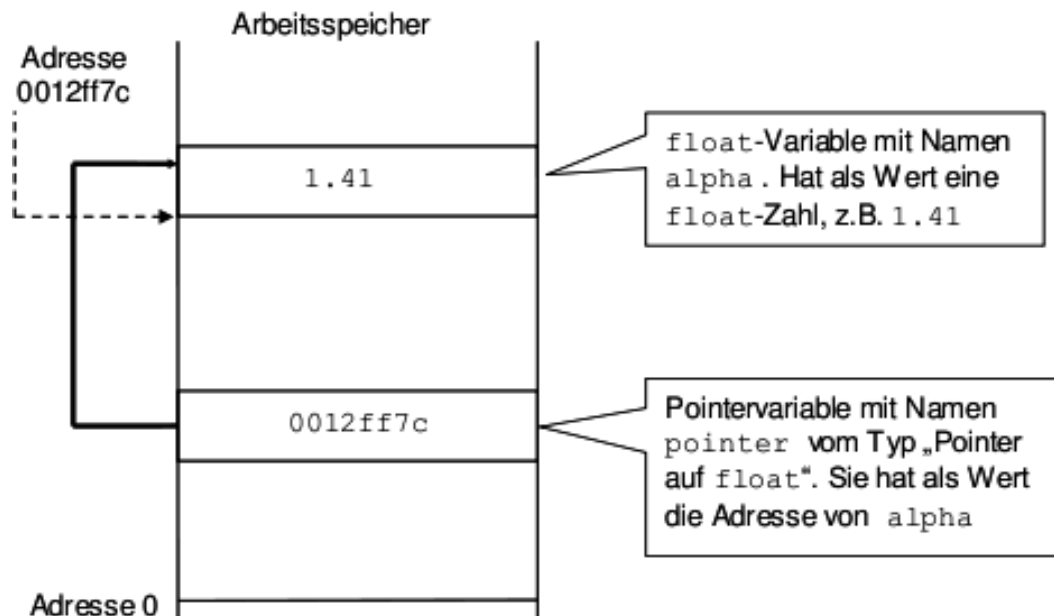 Arbeitsspeicher
Adresse
0012ff7c
1.41
float-Variable mit Namen
alpha. Hat als Wert eine
float-Zahl, z.B. 1.41
0012ff7c
Pointervariable mit Namen
pointer vom Typ „Pointer
auf float“. Sie hat als Wert
die Adresse von alpha
Adresse 0